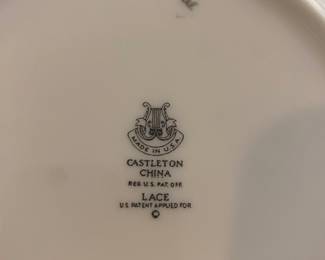 MADE IN U.S.A.
CASTLETON
CHINA
REG. U.S. PAT. OFF.
LACE
U.S. PATENT APPLIED FOR
©